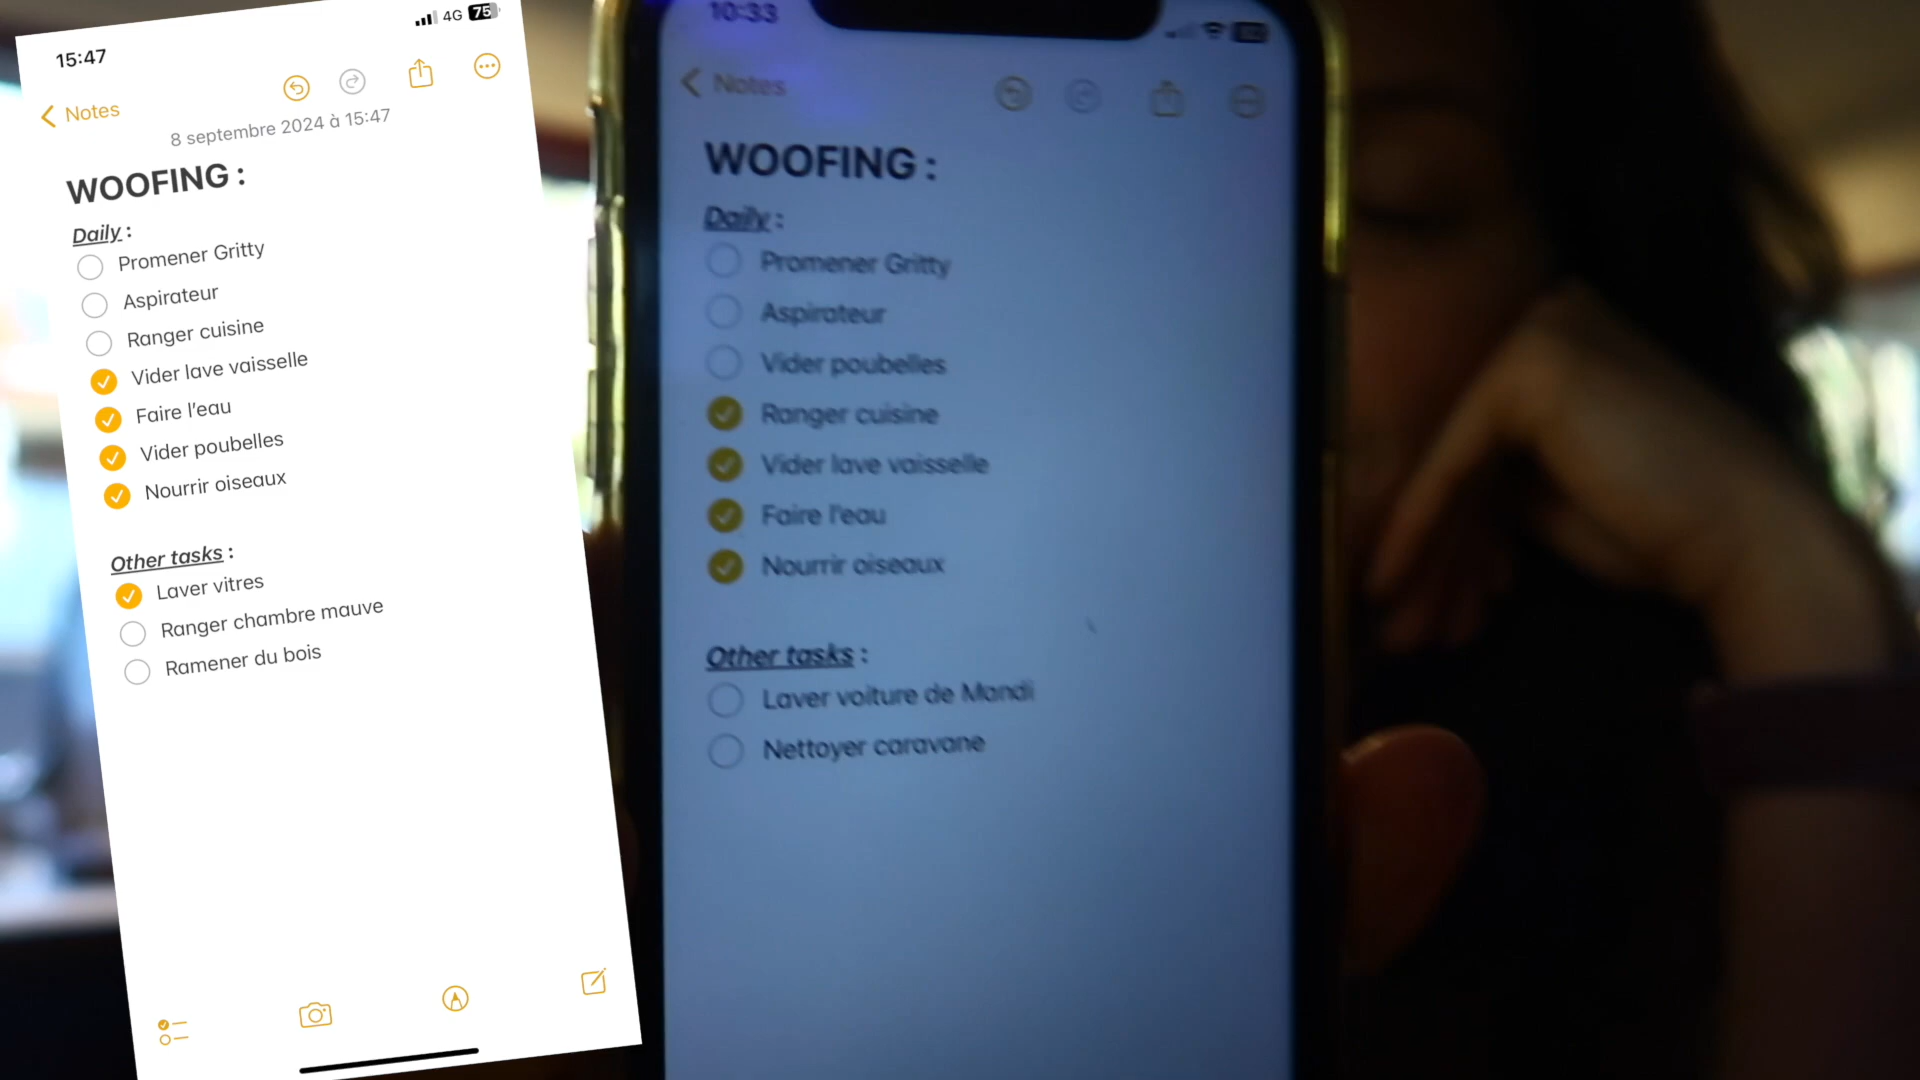 15:47
4G 75
Notes
8 septembre 2024 à 15:47
WOOFING :
Daily :
Promener Gritty
Aspirateur
Ranger cuisine
Vider lave vaisselle
Faire l'eau
Vider poubelles
Nourrir oiseaux
Other tasks :
Laver vitres
Ranger chambre mauve
Ramener du bois
10:33
Notes
WOOFING :
Daily :
Promener Gritty
Aspirateur
Vider poubelles
Ranger cuisine
Vider lave vaisselle
Faire l'eau
Nourrir oiseaux
Other tasks :
Laver voiture de Mandi
Nettoyer caravane